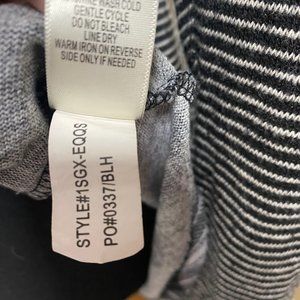 WASH COLD
GENTLE CYCLE
DO NOT BLEACH
LINE DRY
WARM IRON ON REVERSE
SIDE ONLY IF NEEDED
STYLE#1SGX-EQQS
PO#0337/BLH